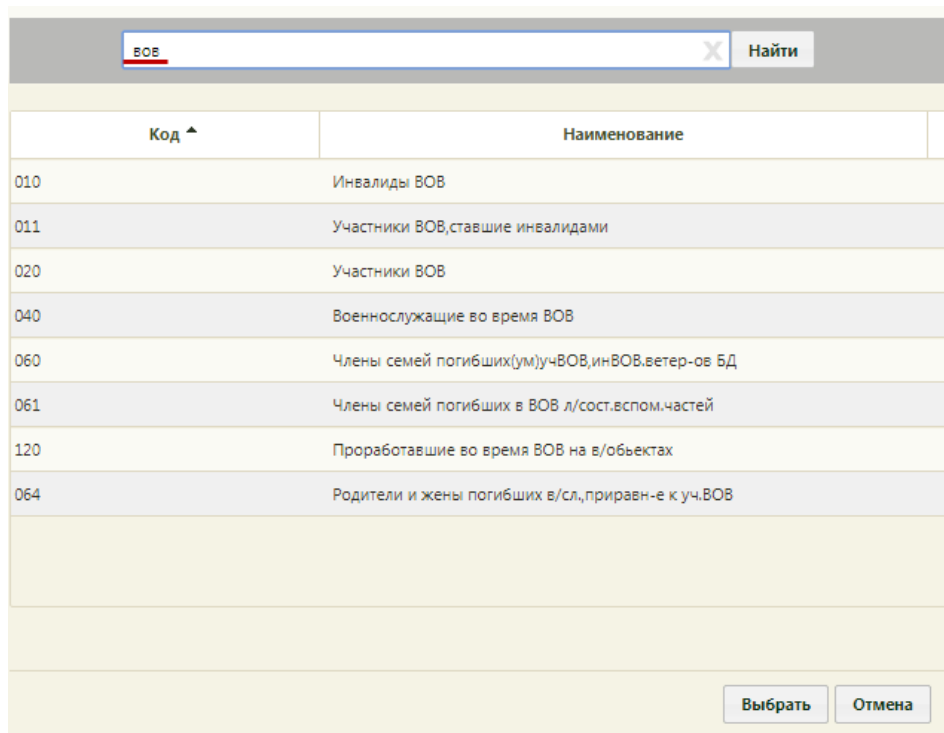 вов X Найти
Код Наименование
010 Инвалиды ВОВ
011 Участники ВОВ,ставшие инвалидами
020 Участники ВОВ
040 Военнослужащие во время ВОВ
060 Члены семей погибших(ум)учВОВ,инВОВ.ветер-ов БД
061 Члены семей погибших в ВОВ л/сост.вспом.частей
120 Проработавшие во время ВОВ на в/обьектах
064 Родители и жены погибших в/сл.,приравн-е к уч.ВОВ
Выбрать Отмена